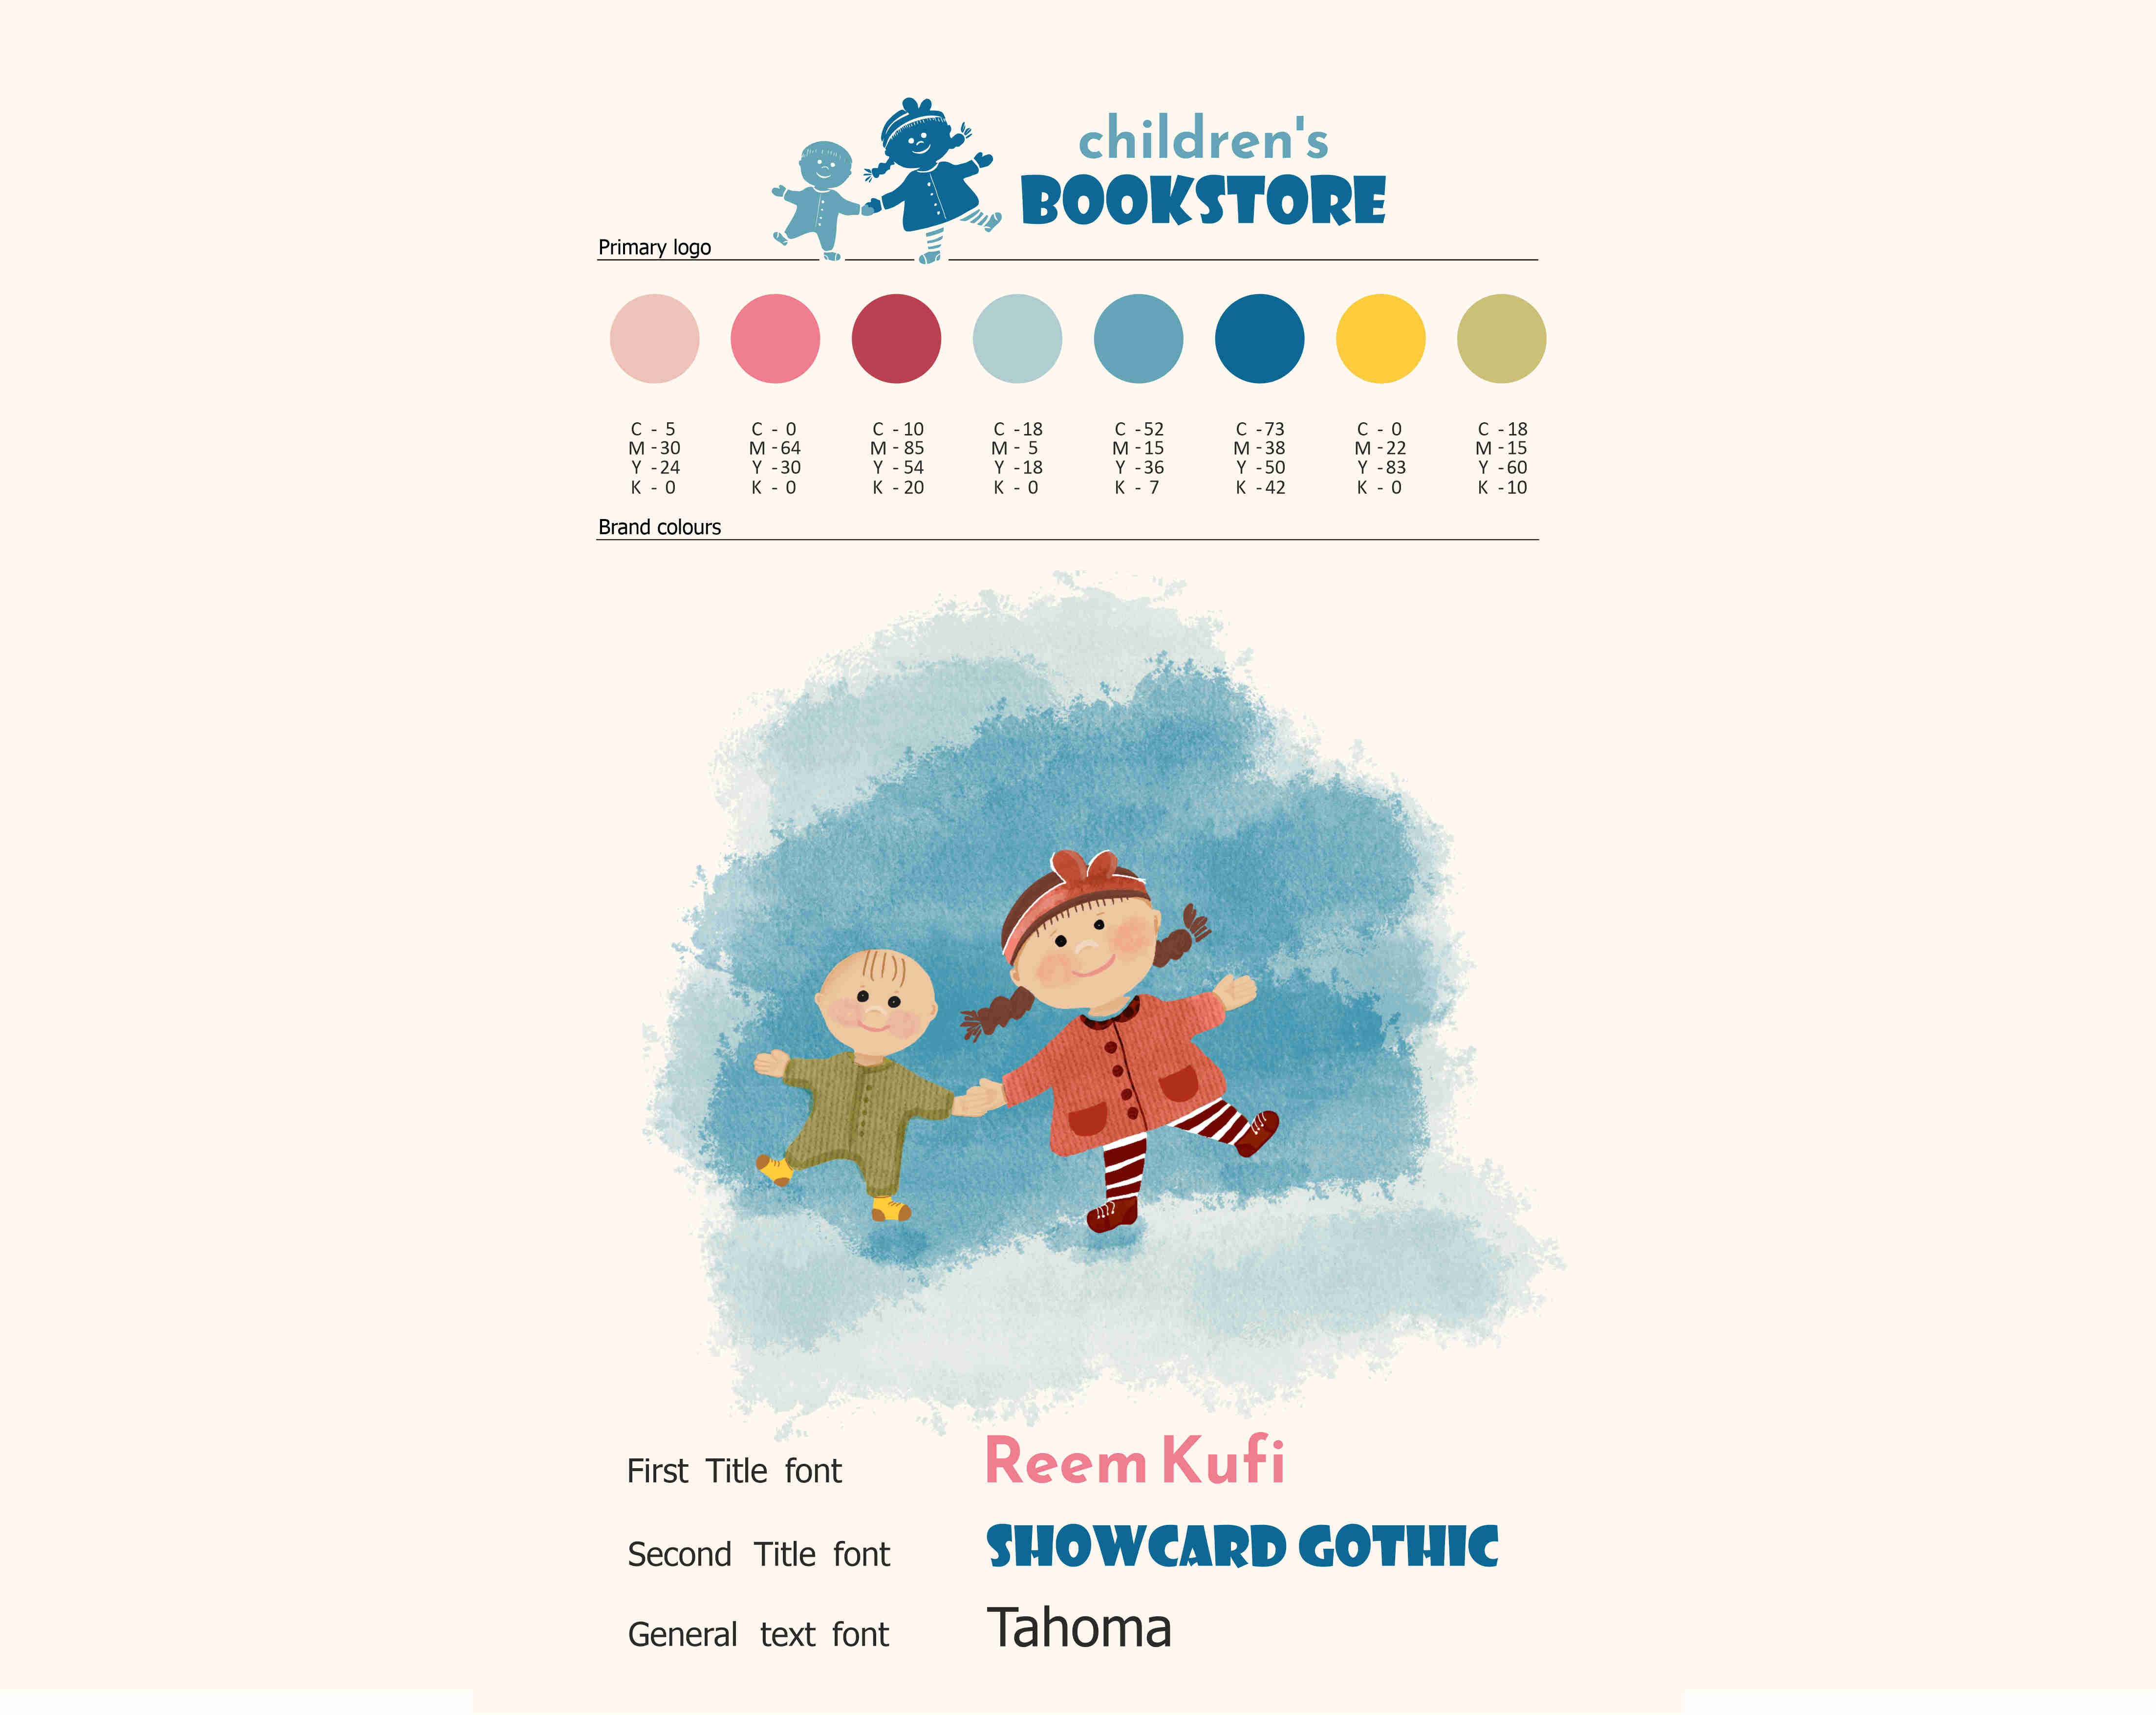 children's
BOOKSTORE
Primary logo
C - 5 C - 0 C - 10 C - 18 C - 52 C - 73 C - 0 C - 18
M - 30 M - 64 M - 85 M - 5 M - 15 M - 38 M - 22 M - 15
Y - 24 Y - 30 Y - 54 Y - 18 Y - 36 Y - 50 Y - 83 Y - 60
K - 0 K - 0 K - 20 K - 0 K - 7 K - 42 K - 0 K - 10
Brand colours
First Title font Reem Kufi
Second Title font SHOWCARD GOTHIC
General text font Tahoma